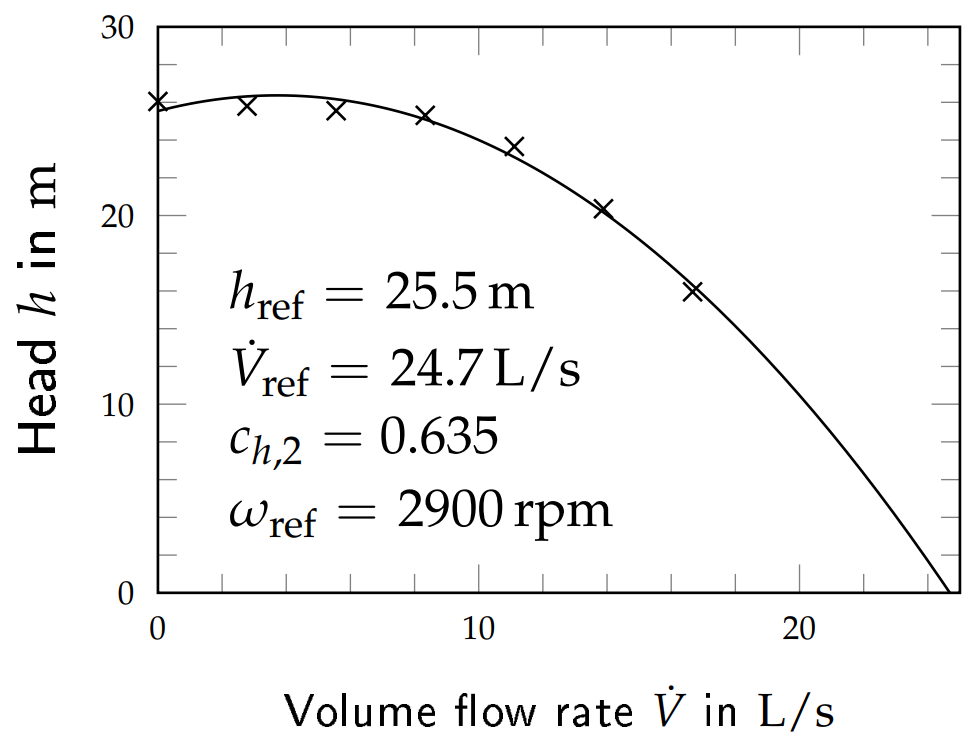 30
20
10
0
Head h in m
h_ref = 25.5 m
V̇_ref = 24.7 L/s
c_h,2 = 0.635
ω_ref = 2900 rpm
0 10 20
Volume flow rate V̇ in L/s